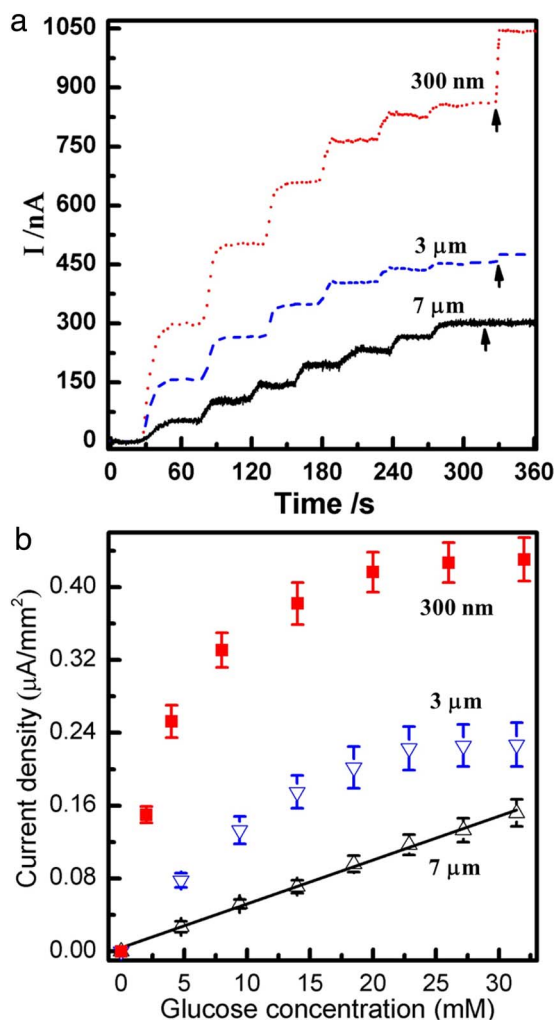 a
1050
900
750
600
450
300
150
0
I /nA
300 nm
3 μm
7 μm
0 60 120 180 240 300 360
Time /s
b
0.40
0.32
0.24
0.16
0.08
0.00
Current density (μA/mm²)
300 nm
3 μm
7 μm
0 5 10 15 20 25 30
Glucose concentration (mM)